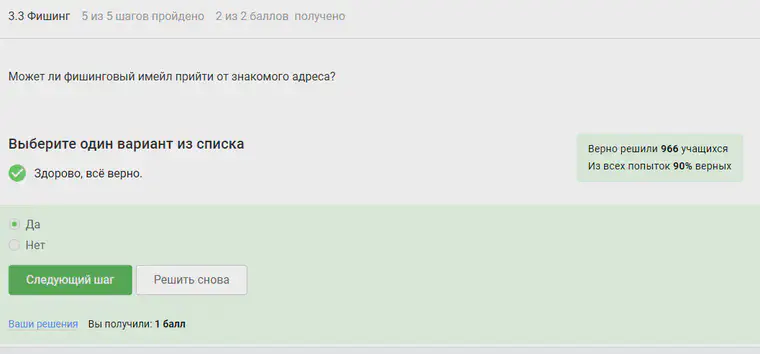 3.3 Фишинг 5 из 5 шагов пройдено 2 из 2 баллов получено
Может ли фишинговый имейл прийти от знакомого адреса?
Выберите один вариант из списка
Здорово, всё верно.
Верно решили 966 учащихся
Из всех попыток 90% верных
Да
Нет
Следующий шаг Решить снова
Ваши решения Вы получили: 1 балл